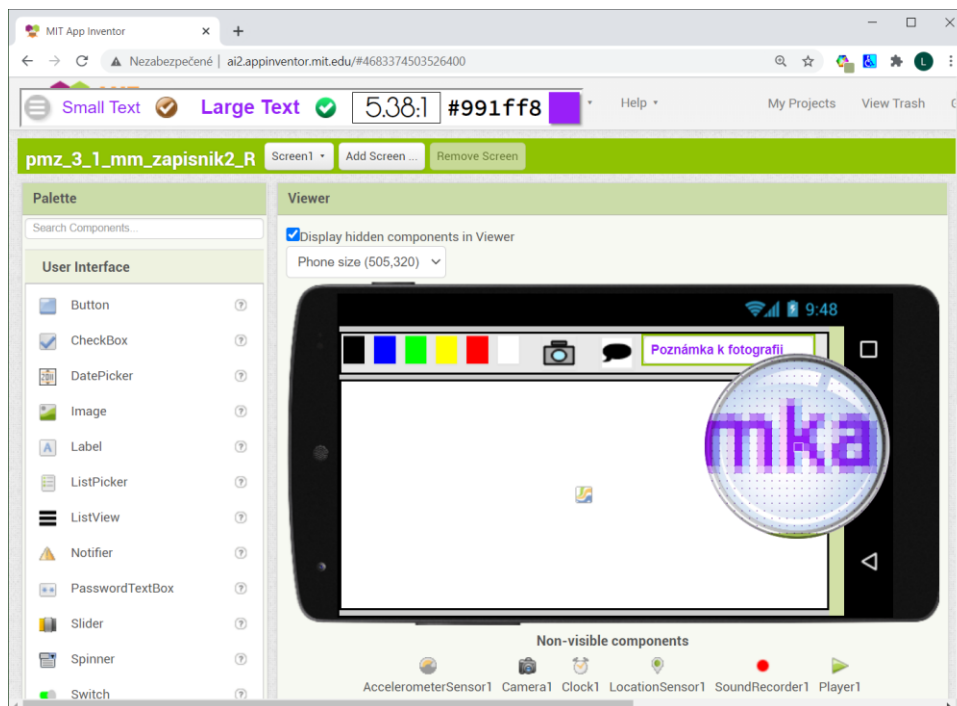 MIT App Inventor
Nezabezpečené | ai2.appinventor.mit.edu/#4683374503526400
L
Small Text Large Text 5.38:1 #991ff8 Help My Projects View Trash
pmz_3_1_mm_zapisnik2_R Screen1 Add Screen ... Remove Screen
Palette
Search Components...
User Interface
Button ?
CheckBox ?
DatePicker ?
Image ?
Label ?
ListPicker ?
ListView ?
Notifier ?
PasswordTextBox ?
Slider ?
Spinner ?
Switch ?
Viewer
Display hidden components in Viewer
Phone size (505,320)
9:48
Poznámka k fotografii
mka
Non-visible components
AccelerometerSensor1 Camera1 Clock1 LocationSensor1 SoundRecorder1 Player1